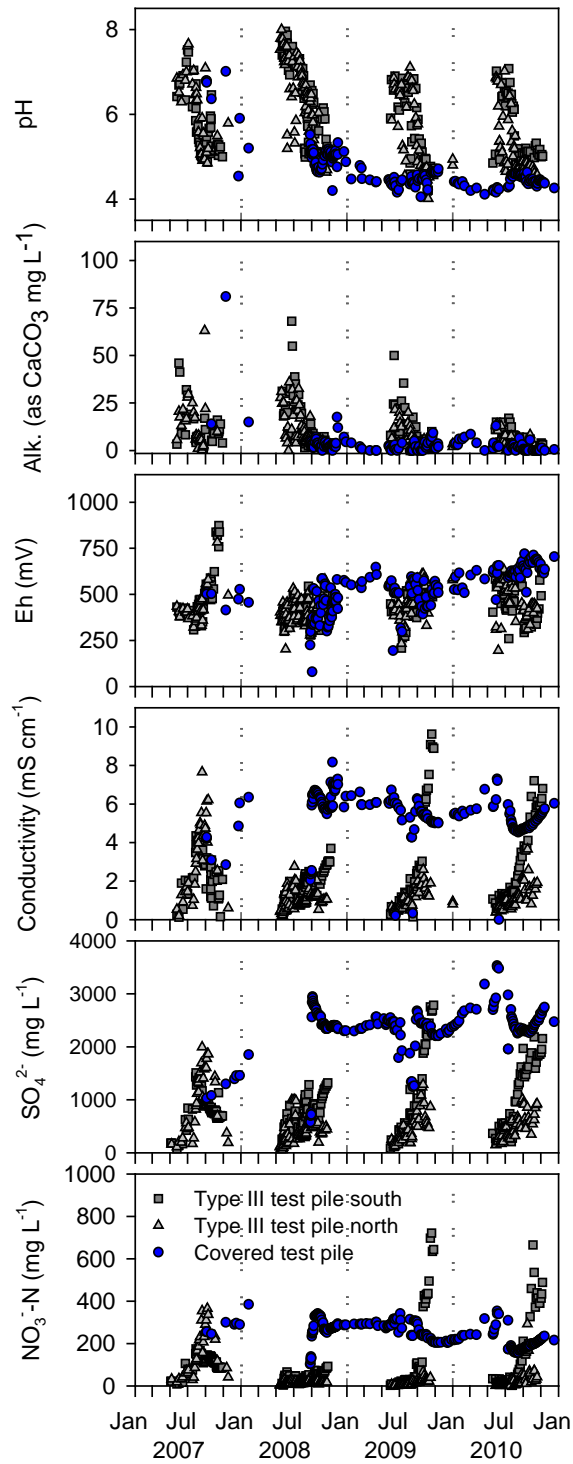 8
6
4
pH
100
75
50
25
0
Alk. (as CaCO3 mg L-1)
1000
750
500
250
0
Eh (mV)
10
8
6
4
2
0
Conductivity (mS cm-1)
4000
3000
2000
1000
0
SO4 2- (mg L-1)
1000
800
600
400
200
0
NO3- -N (mg L-1)
Type III test pile south
Type III test pile north
Covered test pile
Jan Jul Jan Jul Jan Jul Jan Jul Jan
2007 2008 2009 2010